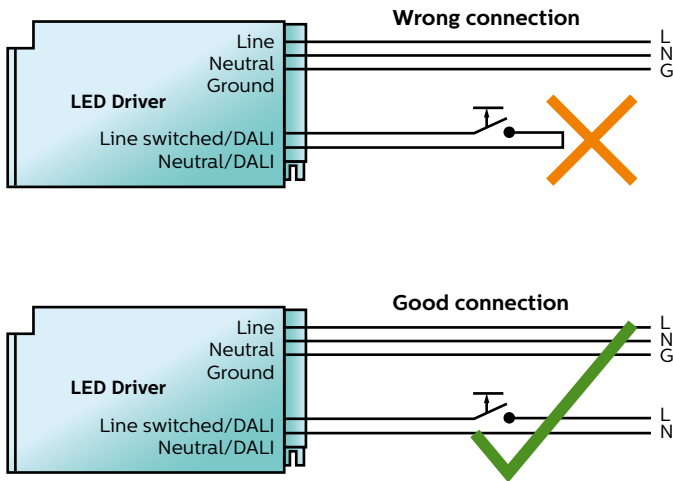 Wrong connection
Line
Neutral
Ground
LED Driver
Line switched/DALI
Neutral/DALI
L
N
G
Good connection
Line
Neutral
Ground
LED Driver
Line switched/DALI
Neutral/DALI
L
N
G
L
N